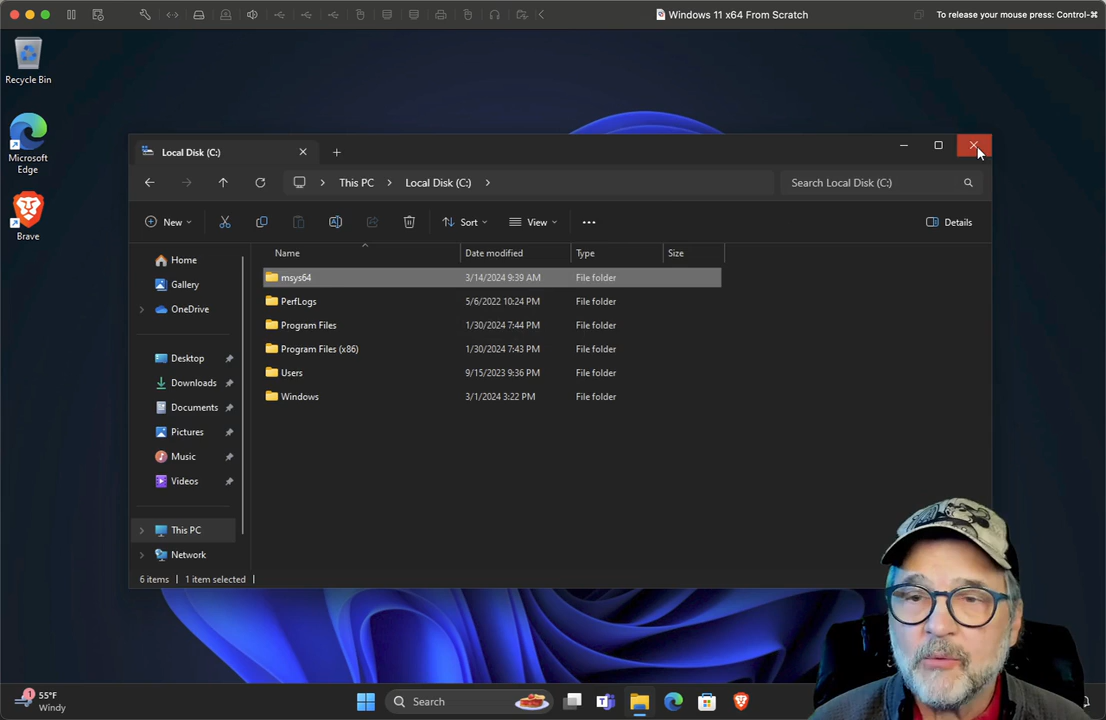 Windows 11 x64 From Scratch
To release your mouse press: Control-⌘
Recycle Bin
Microsoft
Edge
Brave
Local Disk (C:)
This PC
Local Disk (C:)
Search Local Disk (C:)
New
Sort
View
Details
Name
Date modified
Type
Size
msys64
3/14/2024 9:39 AM
File folder
PerfLogs
5/6/2022 10:24 PM
File folder
Program Files
1/30/2024 7:44 PM
File folder
Program Files (x86)
1/30/2024 7:43 PM
File folder
Users
9/15/2023 9:36 PM
File folder
Windows
3/1/2024 3:22 PM
File folder
Home
Gallery
OneDrive
Desktop
Downloads
Documents
Pictures
Music
Videos
This PC
Network
6 items
1 item selected
1
55°F
Windy
Search